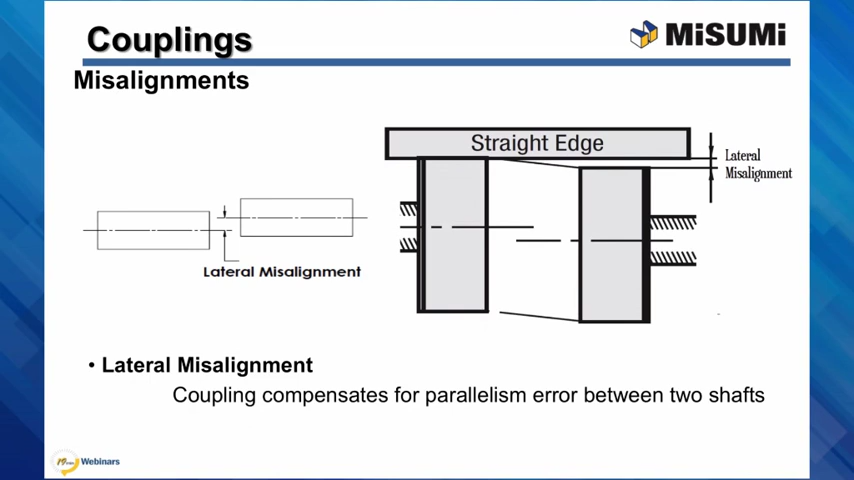 Couplings
MiSUMi
Misalignments
Straight Edge
Lateral
Misalignment
Lateral Misalignment
• Lateral Misalignment
Coupling compensates for parallelism error between two shafts
Webinars